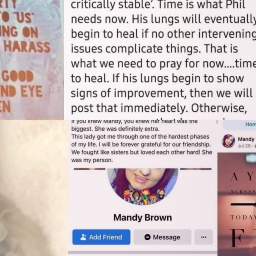 RTY
TO "US"
ING ON
HARASS
GOOD
ND EYE
EN
critically stable'. Time is what Phil
needs now. His lungs will eventually
begin to heal if no other intervening
issues complicate things. That is
what we need to pray for now....time
to heal. If his lungs begin to show
signs of improvement, then we will
post that immediately. Otherwise,
If you knew Mandy, you knew her heart was the
biggest. She was definitely extra.
This lady got me through one of the hardest phases
of my life. I will be forever grateful for our friendship.
We fought like sisters but loved each other hard! She
was my person.
Mandy Brown
Add Friend
Message
Hom
Mandy
A Y
TODAY